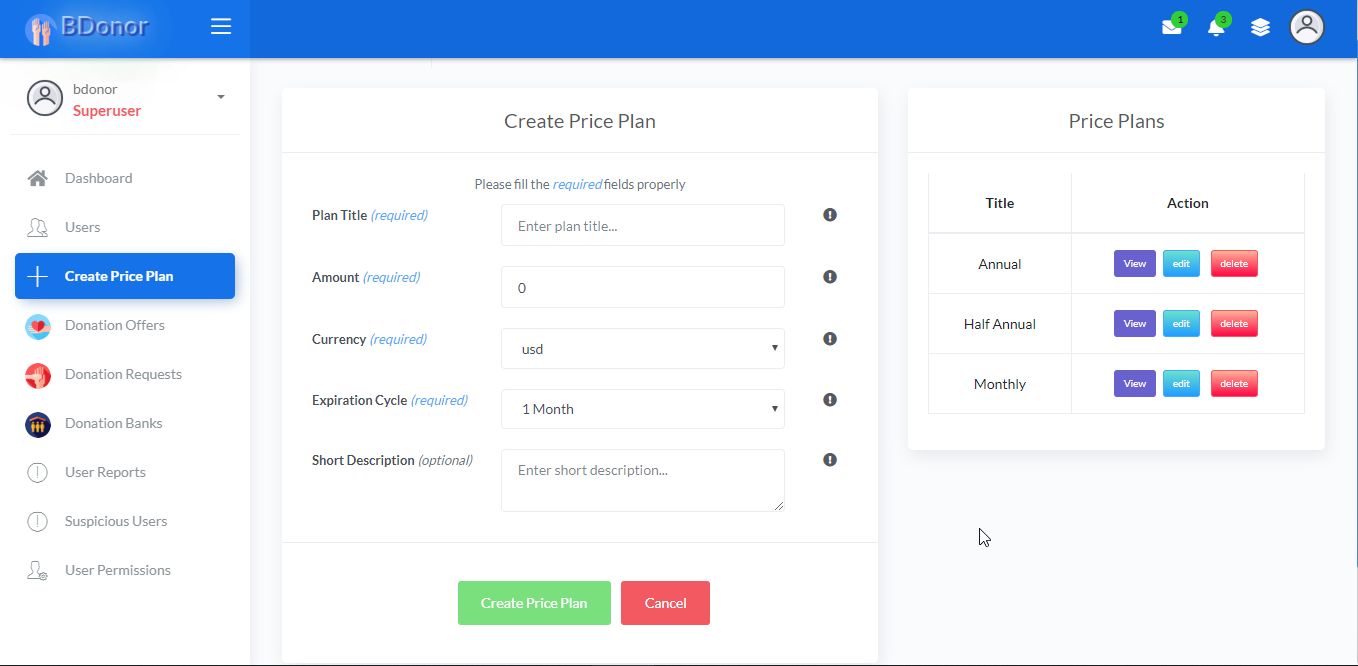 BDonor
1
3
bdonor
Superuser
Dashboard
Users
Create Price Plan
Donation Offers
Donation Requests
Donation Banks
User Reports
Suspicious Users
User Permissions
Create Price Plan
Please fill the required fields properly
Plan Title (required)
Enter plan title...
Amount (required)
0
Currency (required)
usd
Expiration Cycle (required)
1 Month
Short Description (optional)
Enter short description...
Create Price Plan
Cancel
Price Plans
Title Action
Annual View edit delete
Half Annual View edit delete
Monthly View edit delete